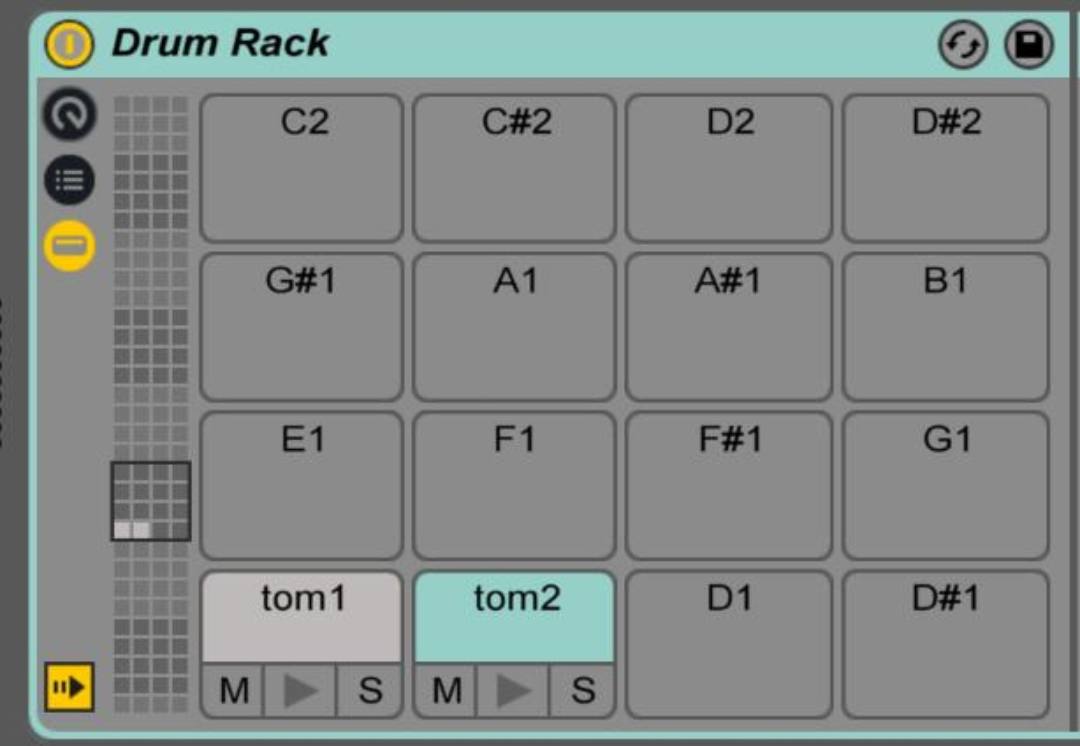 Drum Rack
C2 C#2 D2 D#2
G#1 A1 A#1 B1
E1 F1 F#1 G1
tom1 tom2 D1 D#1
M S M S